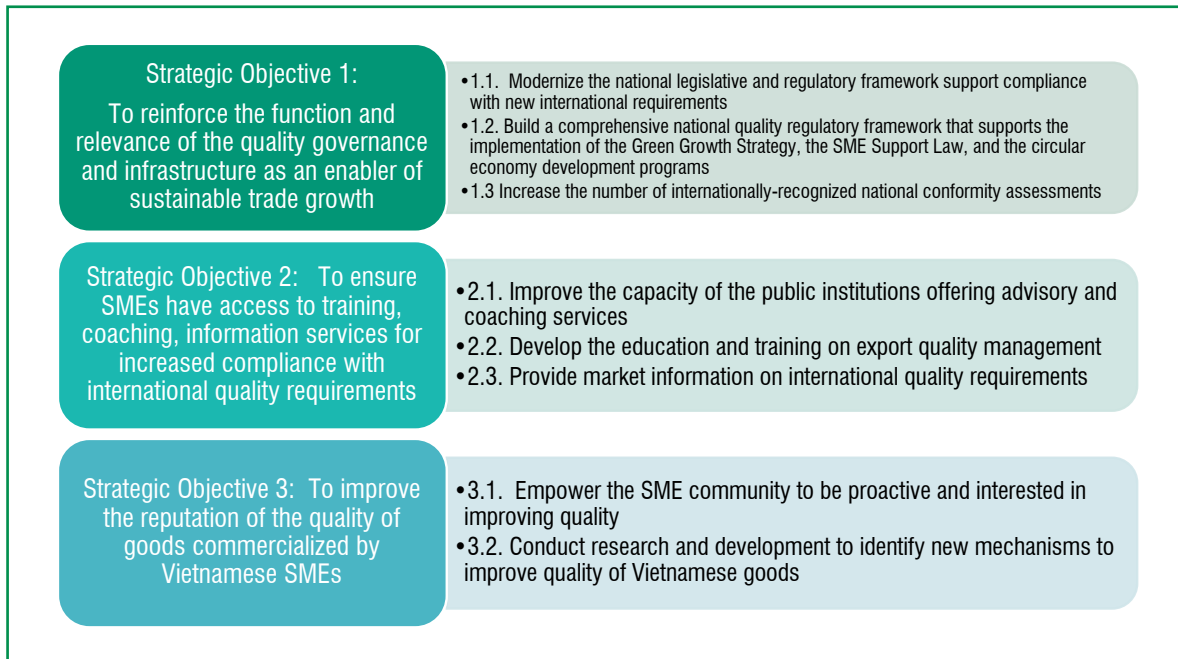 Strategic Objective 1:
To reinforce the function and
relevance of the quality governance
and infrastructure as an enabler of
sustainable trade growth
•1.1. Modernize the national legislative and regulatory framework support compliance
with new international requirements
•1.2. Build a comprehensive national quality regulatory framework that supports the
implementation of the Green Growth Strategy, the SME Support Law, and the circular
economy development programs
•1.3 Increase the number of internationally-recognized national conformity assessments
Strategic Objective 2: To ensure
SMEs have access to training,
coaching, information services for
increased compliance with
international quality requirements
•2.1. Improve the capacity of the public institutions offering advisory and
coaching services
•2.2. Develop the education and training on export quality management
•2.3. Provide market information on international quality requirements
Strategic Objective 3: To improve
the reputation of the quality of
goods commercialized by
Vietnamese SMEs
•3.1. Empower the SME community to be proactive and interested in
improving quality
•3.2. Conduct research and development to identify new mechanisms to
improve quality of Vietnamese goods